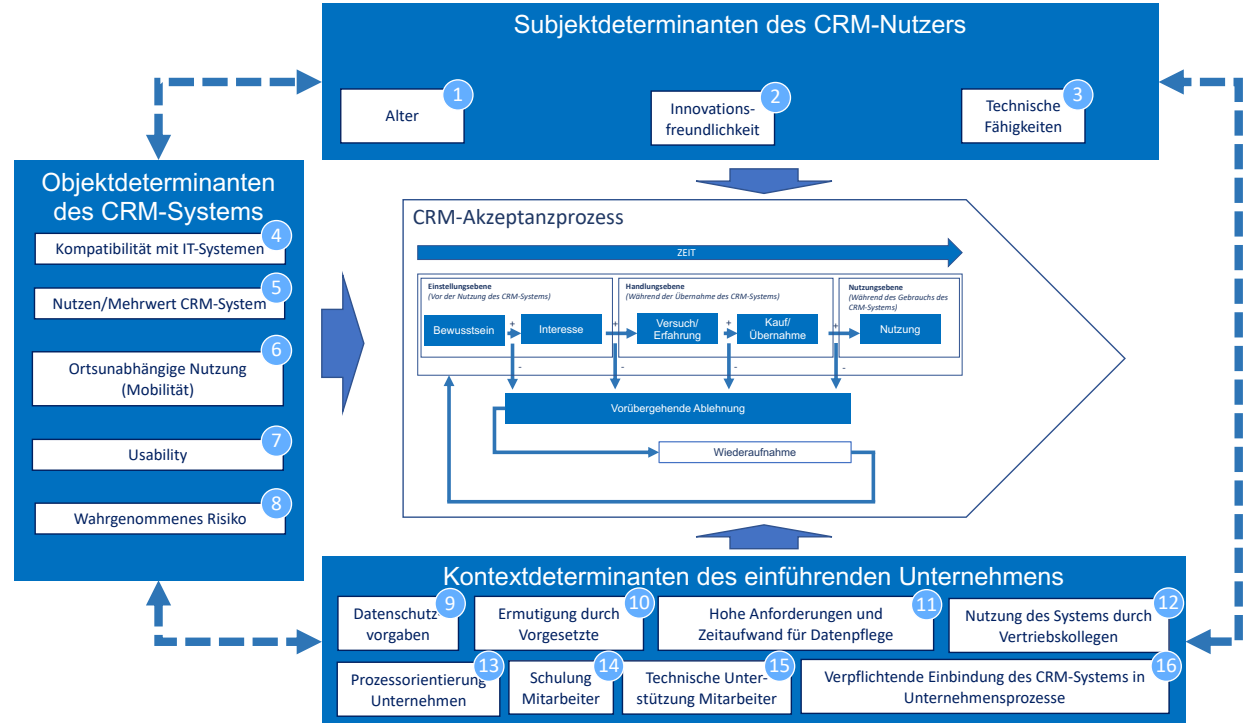 Subjektdeterminanten des CRM-Nutzers
1
Alter
2
Innovations-
freundlichkeit
3
Technische
Fähigkeiten
Objektdeterminanten
des CRM-Systems
4
Kompatibilität mit IT-Systemen
5
Nutzen/Mehrwert CRM-System
6
Ortsunabhängige Nutzung
(Mobilität)
7
Usability
8
Wahrgenommenes Risiko
CRM-Akzeptanzprozess
ZEIT
Einstellungsebene
(Vor der Nutzung des CRM-Systems)
Bewusstsein
+
Interesse
+
Handlungsebene
(Während der Übernahme des CRM-Systems)
Versuch/
Erfahrung
+
Kauf/
Übernahme
+
Nutzungsebene
(Während des Gebrauchs des
CRM-Systems)
Nutzung
-
-
-
-
Vorübergehende Ablehnung
Wiederaufnahme
Kontextdeterminanten des einführenden Unternehmens
9
Datenschutz
vorgaben
10
Ermutigung durch
Vorgesetzte
11
Hohe Anforderungen und
Zeitaufwand für Datenpflege
12
Nutzung des Systems durch
Vertriebskollegen
13
Prozessorientierung
Unternehmen
14
Schulung
Mitarbeiter
15
Technische Unter-
stützung Mitarbeiter
16
Verpflichtende Einbindung des CRM-Systems in
Unternehmensprozesse